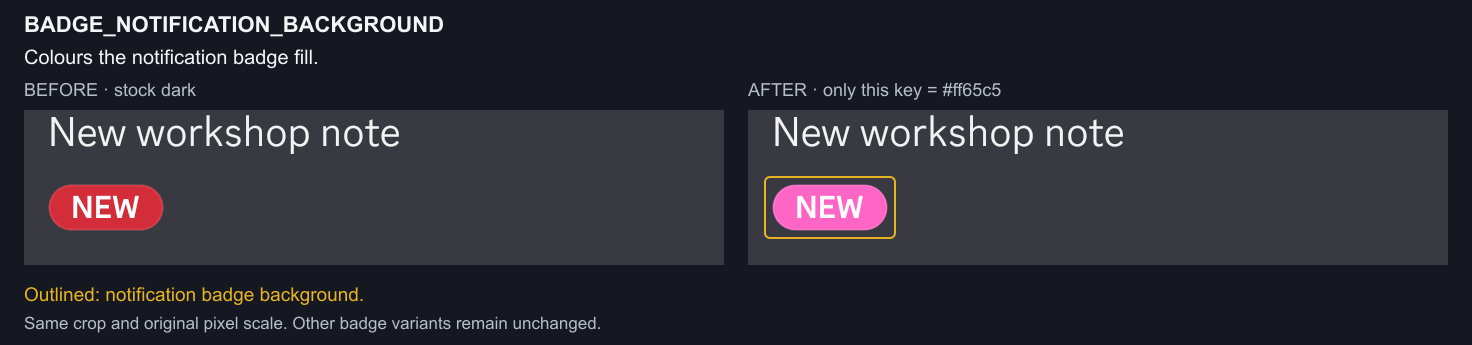 BADGE_NOTIFICATION_BACKGROUND
Colours the notification badge fill.
BEFORE · stock dark
New workshop note
NEW
AFTER · only this key = #ff65c5
New workshop note
NEW
Outlined: notification badge background.
Same crop and original pixel scale. Other badge variants remain unchanged.